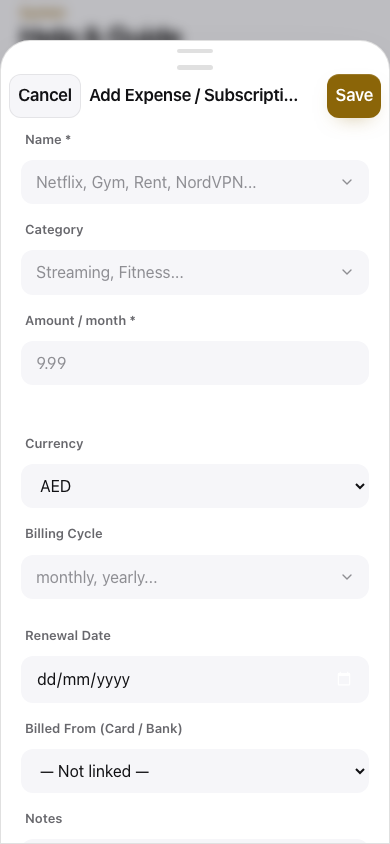 Cancel
Add Expense / Subscripti...
Save
Name *
Netflix, Gym, Rent, NordVPN...
Category
Streaming, Fitness...
Amount / month *
9.99
Currency
AED
Billing Cycle
monthly, yearly...
Renewal Date
dd/mm/yyyy
Billed From (Card / Bank)
— Not linked —
Notes